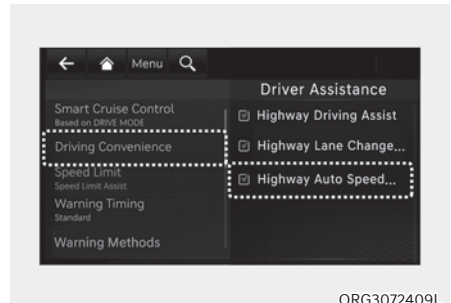 Menu
Driver Assistance
Smart Cruise Control
Based on DRIVE MODE
Driving Convenience
Speed Limit
Speed Limit Assist
Warning Timing
Standard
Warning Methods
Highway Driving Assist
Highway Lane Change...
Highway Auto Speed...
ORG3072409L